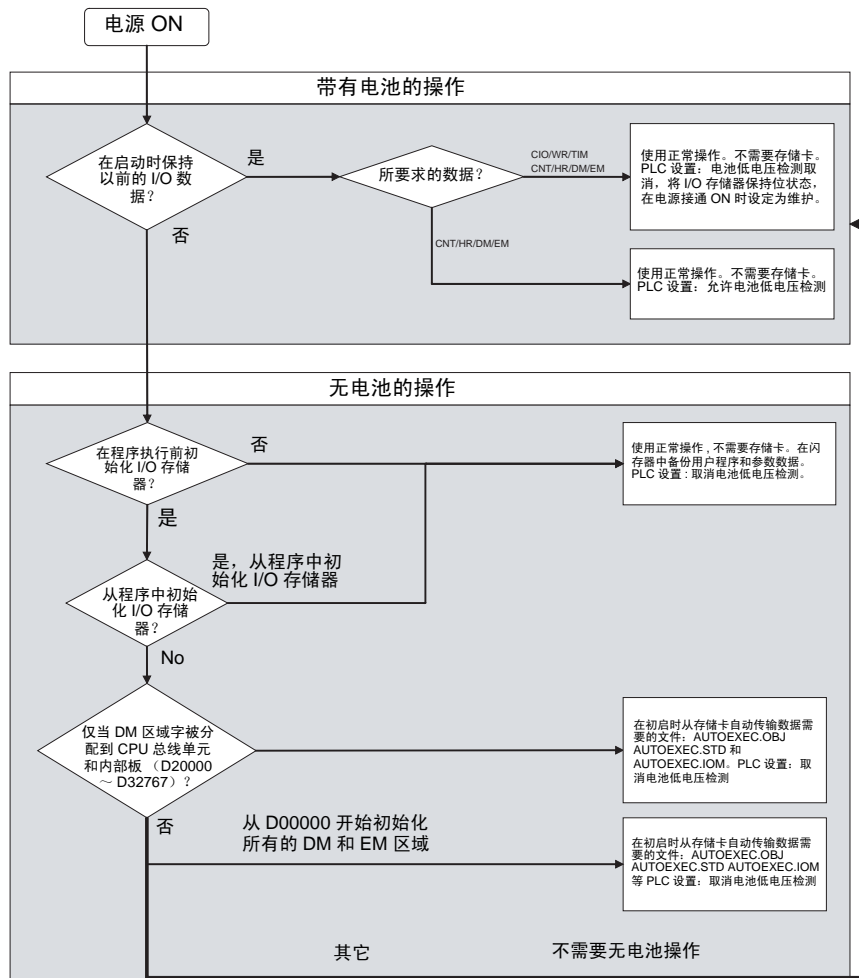 电源 ON
带有电池的操作
在启动时保持
以前的 I/O 数
据？
是
否
所要求的数据？
CIO/WR/TIM
CNT/HR/DM/EM
CNT/HR/DM/EM
使用正常操作。不需要存储卡。
PLC 设置：电池低电压检测取
消，将 I/O 存储器保持位状态，
在电源接通 ON 时设定为维护。
使用正常操作。不需要存储卡。
PLC 设置：允许电池低电压检测
无电池的操作
在程序执行前初
始化 I/O 存储
器？
否
是
使用正常操作 , 不需要存储卡。在闪
存器中备份用户程序和参数数据。
PLC 设置 : 取消电池低电压检测。
是，从程序中初
始化 I/O 存储器
从程序中初始
化 I/O 存储
器？
No
仅当 DM 区域字被分
配到 CPU 总线单元
和内部板 （D20000
～ D32767）？
否
在初启时从存储卡自动传输数据需
要的文件：AUTOEXEC.OBJ
AUTOEXEC.STD 和
AUTOEXEC.IOM。PLC 设置：取
消电池低电压检测
从 D00000 开始初始化
所有的 DM 和 EM 区域
在初启时从存储卡自动传输数据需
要的文件：AUTOEXEC.OBJ
AUTOEXEC.STD AUTOEXEC.IOM
等 PLC 设置：取消电池低电压检测
其它
不需要无电池操作